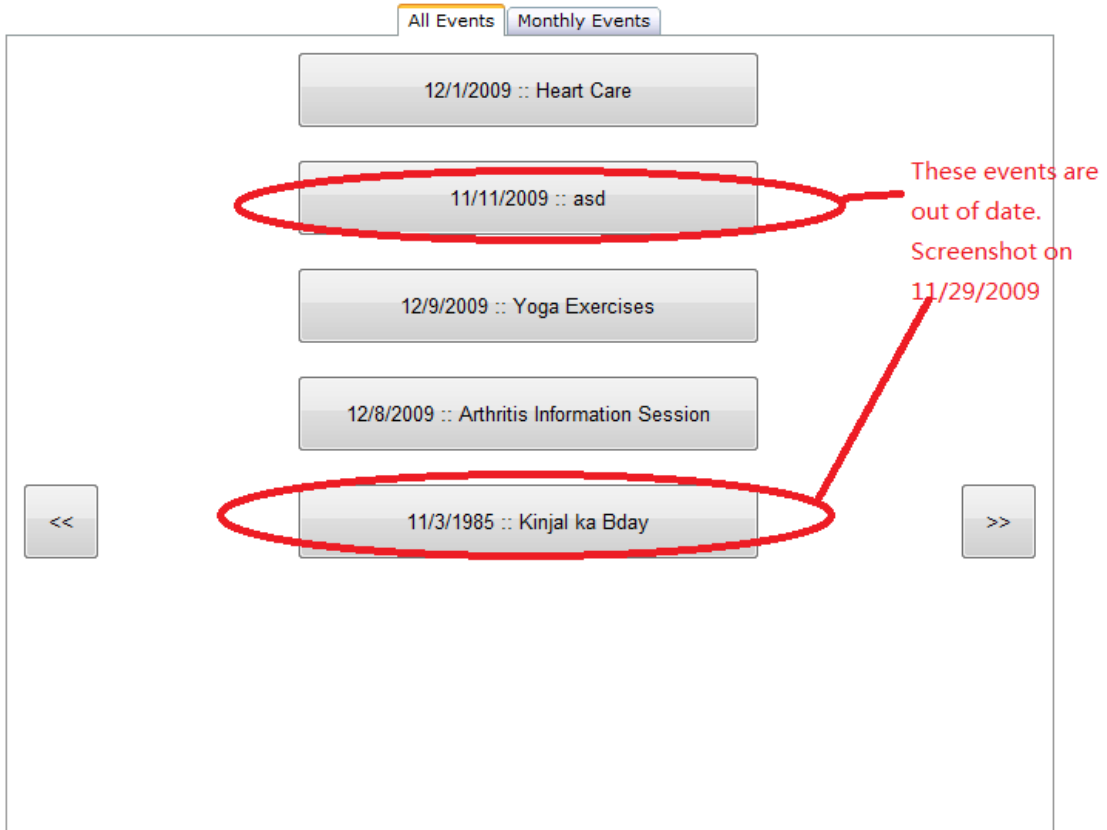 All Events
Monthly Events
12/1/2009 :: Heart Care
11/11/2009 :: asd
12/9/2009 :: Yoga Exercises
12/8/2009 :: Arthritis Information Session
<<
11/3/1985 :: Kinjal ka Bday
>>
These events are
out of date.
Screenshot on
11/29/2009